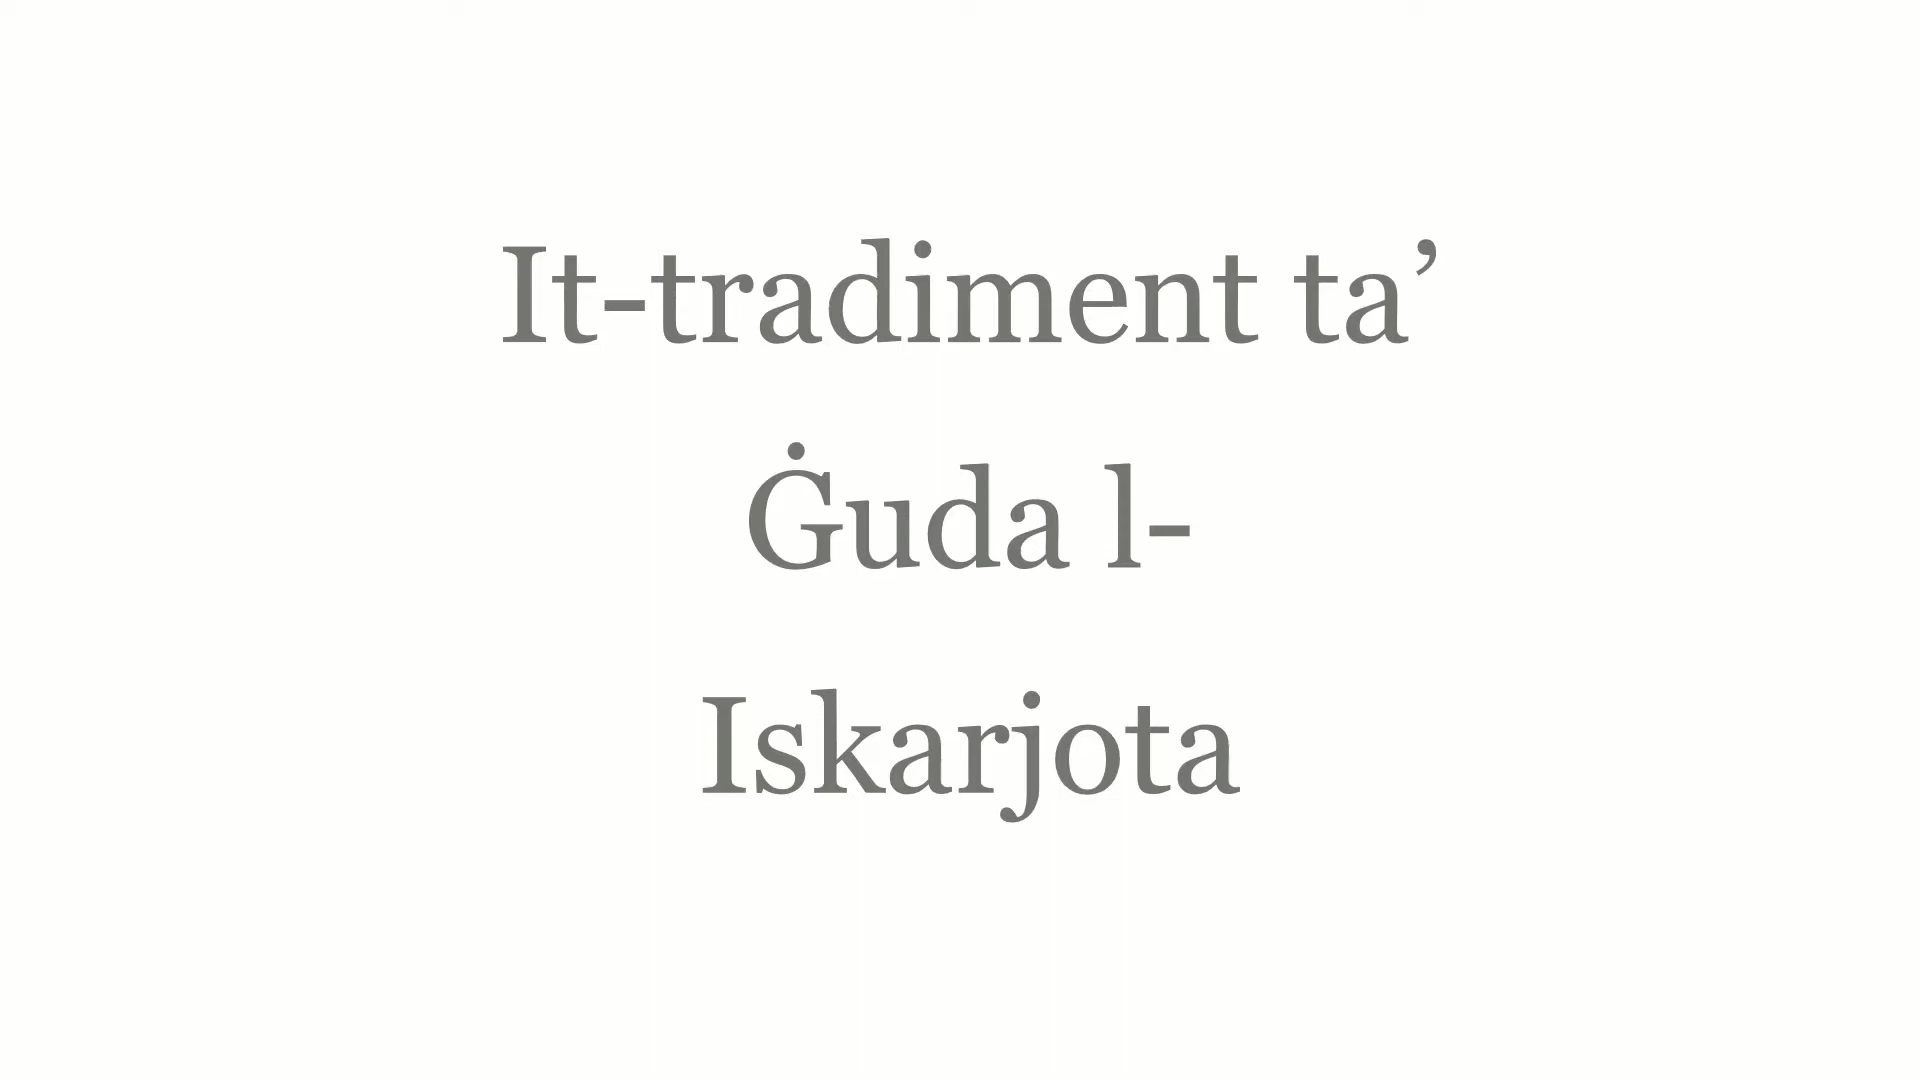 It-tradiment ta’
Ġuda l-
Iskarjota